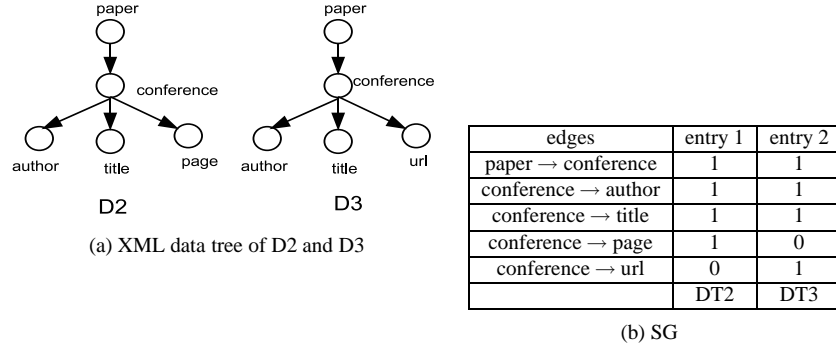 paper
paper
conference
conference
author
title
page
author
title
url
D2
D3
(a) XML data tree of D2 and D3
edges entry 1 entry 2
paper → conference 1 1
conference → author 1 1
conference → title 1 1
conference → page 1 0
conference → url 0 1
DT2 DT3
(b) SG